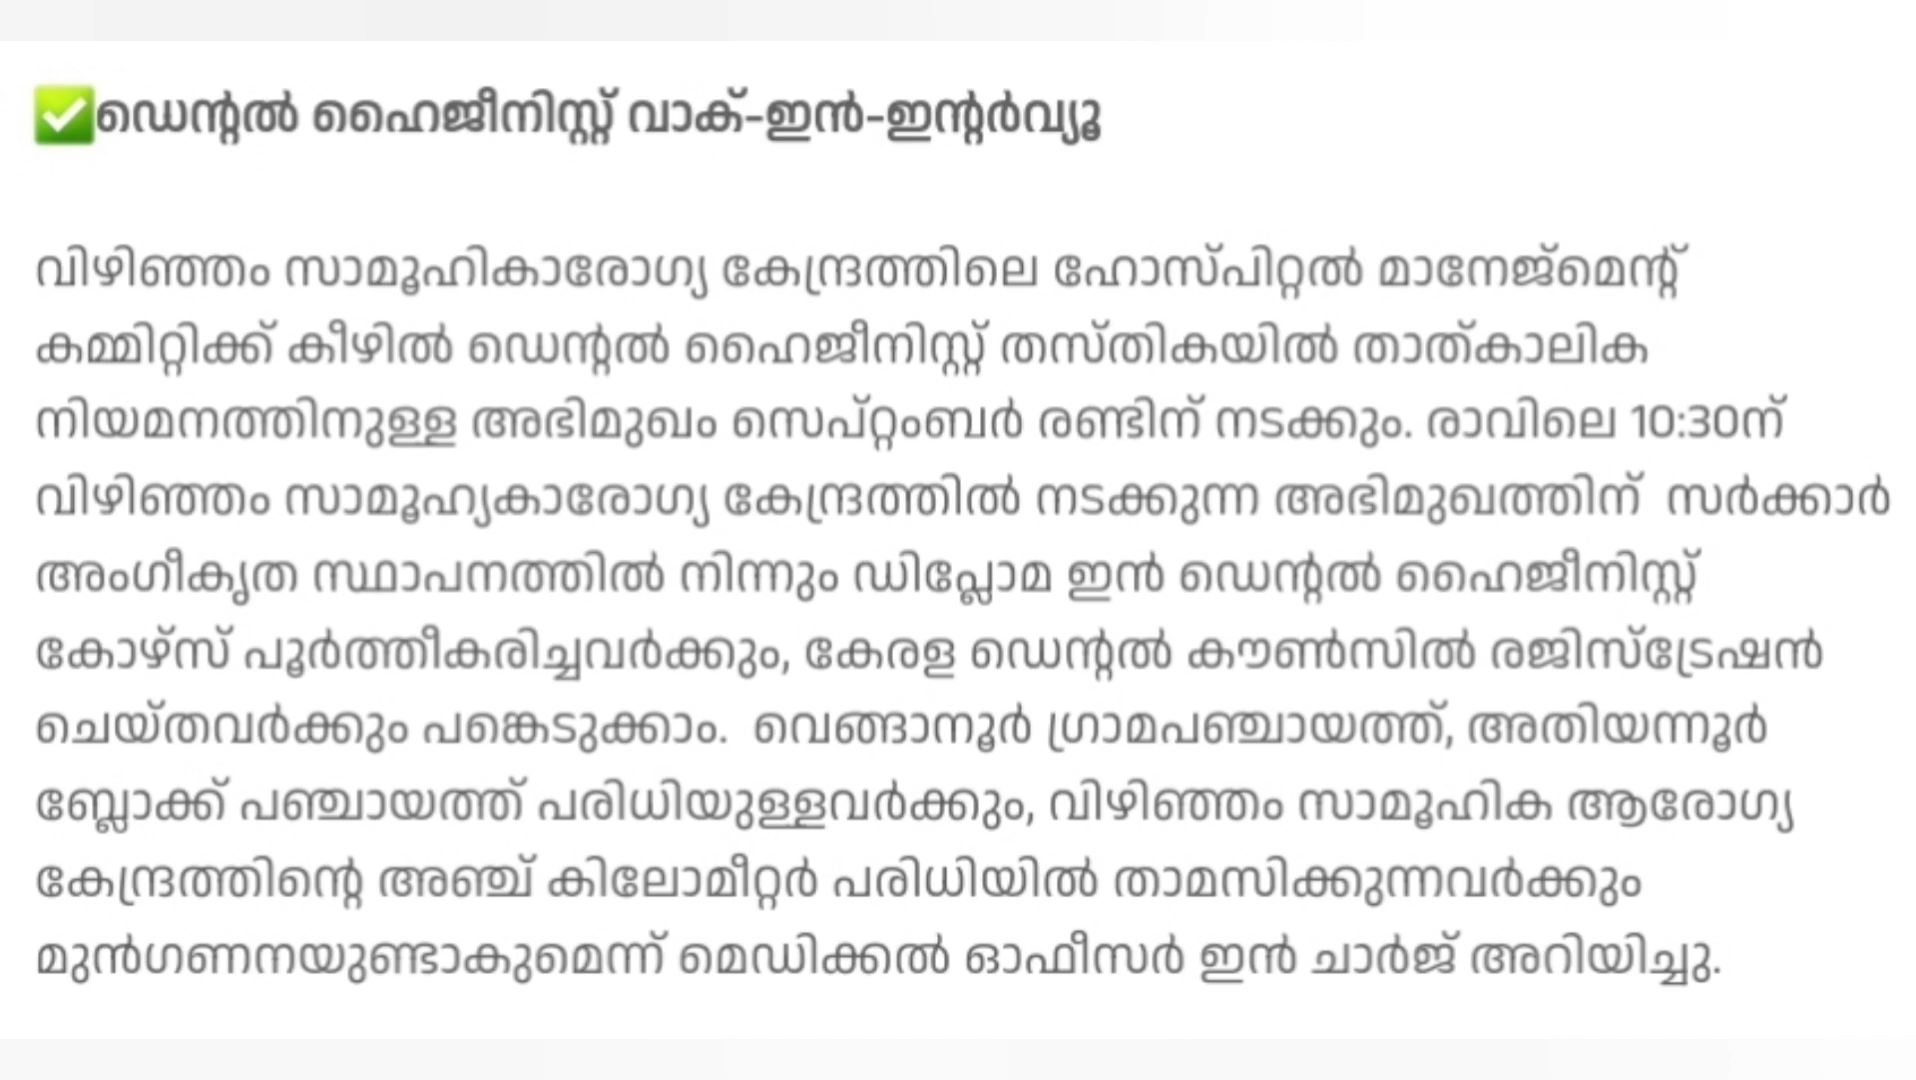 ✅ഡെന്റൽ ഹൈജീനിസ്റ്റ് വാക്-ഇൻ-ഇന്റർവ്യൂ
വിഴിഞ്ഞം സാമൂഹികാരോഗ്യ കേന്ദ്രത്തിലെ ഹോസ്പിറ്റൽ മാനേജ്മെന്റ്
കമ്മിറ്റിക്ക് കീഴിൽ ഡെന്റൽ ഹൈജീനിസ്റ്റ് തസ്തികയിൽ താത്കാലിക
നിയമനത്തിനുള്ള അഭിമുഖം സെപ്റ്റംബർ രണ്ടിന് നടക്കും. രാവിലെ 10:30ന്
വിഴിഞ്ഞം സാമൂഹ്യകാരോഗ്യ കേന്ദ്രത്തിൽ നടക്കുന്ന അഭിമുഖത്തിന് സർക്കാർ
അംഗീകൃത സ്ഥാപനത്തിൽ നിന്നും ഡിപ്ലോമ ഇൻ ഡെന്റൽ ഹൈജീനിസ്റ്റ്
കോഴ്സ് പൂർത്തീകരിച്ചവർക്കും, കേരള ഡെന്റൽ കൗൺസിൽ രജിസ്ട്രേഷൻ
ചെയ്തവർക്കും പങ്കെടുക്കാം. വെങ്ങാനൂർ ഗ്രാമപഞ്ചായത്ത്, അതിയന്നൂർ
ബ്ലോക്ക് പഞ്ചായത്ത് പരിധിയുള്ളവർക്കും, വിഴിഞ്ഞം സാമൂഹിക ആരോഗ്യ
കേന്ദ്രത്തിന്റെ അഞ്ച് കിലോമീറ്റർ പരിധിയിൽ താമസിക്കുന്നവർക്കും
മുൻഗണനയുണ്ടാകുമെന്ന് മെഡിക്കൽ ഓഫീസർ ഇൻ ചാർജ് അറിയിച്ചു.